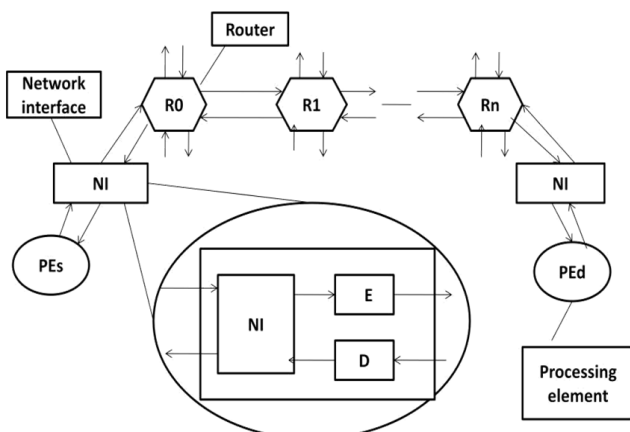 Router
Network
interface
R0
R1
Rn
NI
NI
PEs
PEd
NI
E
D
Processing
element